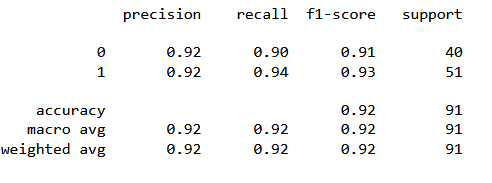 precision recall f1-score support
0 0.92 0.90 0.91 40
1 0.92 0.94 0.93 51
accuracy 0.92 91
macro avg 0.92 0.92 0.92 91
weighted avg 0.92 0.92 0.92 91